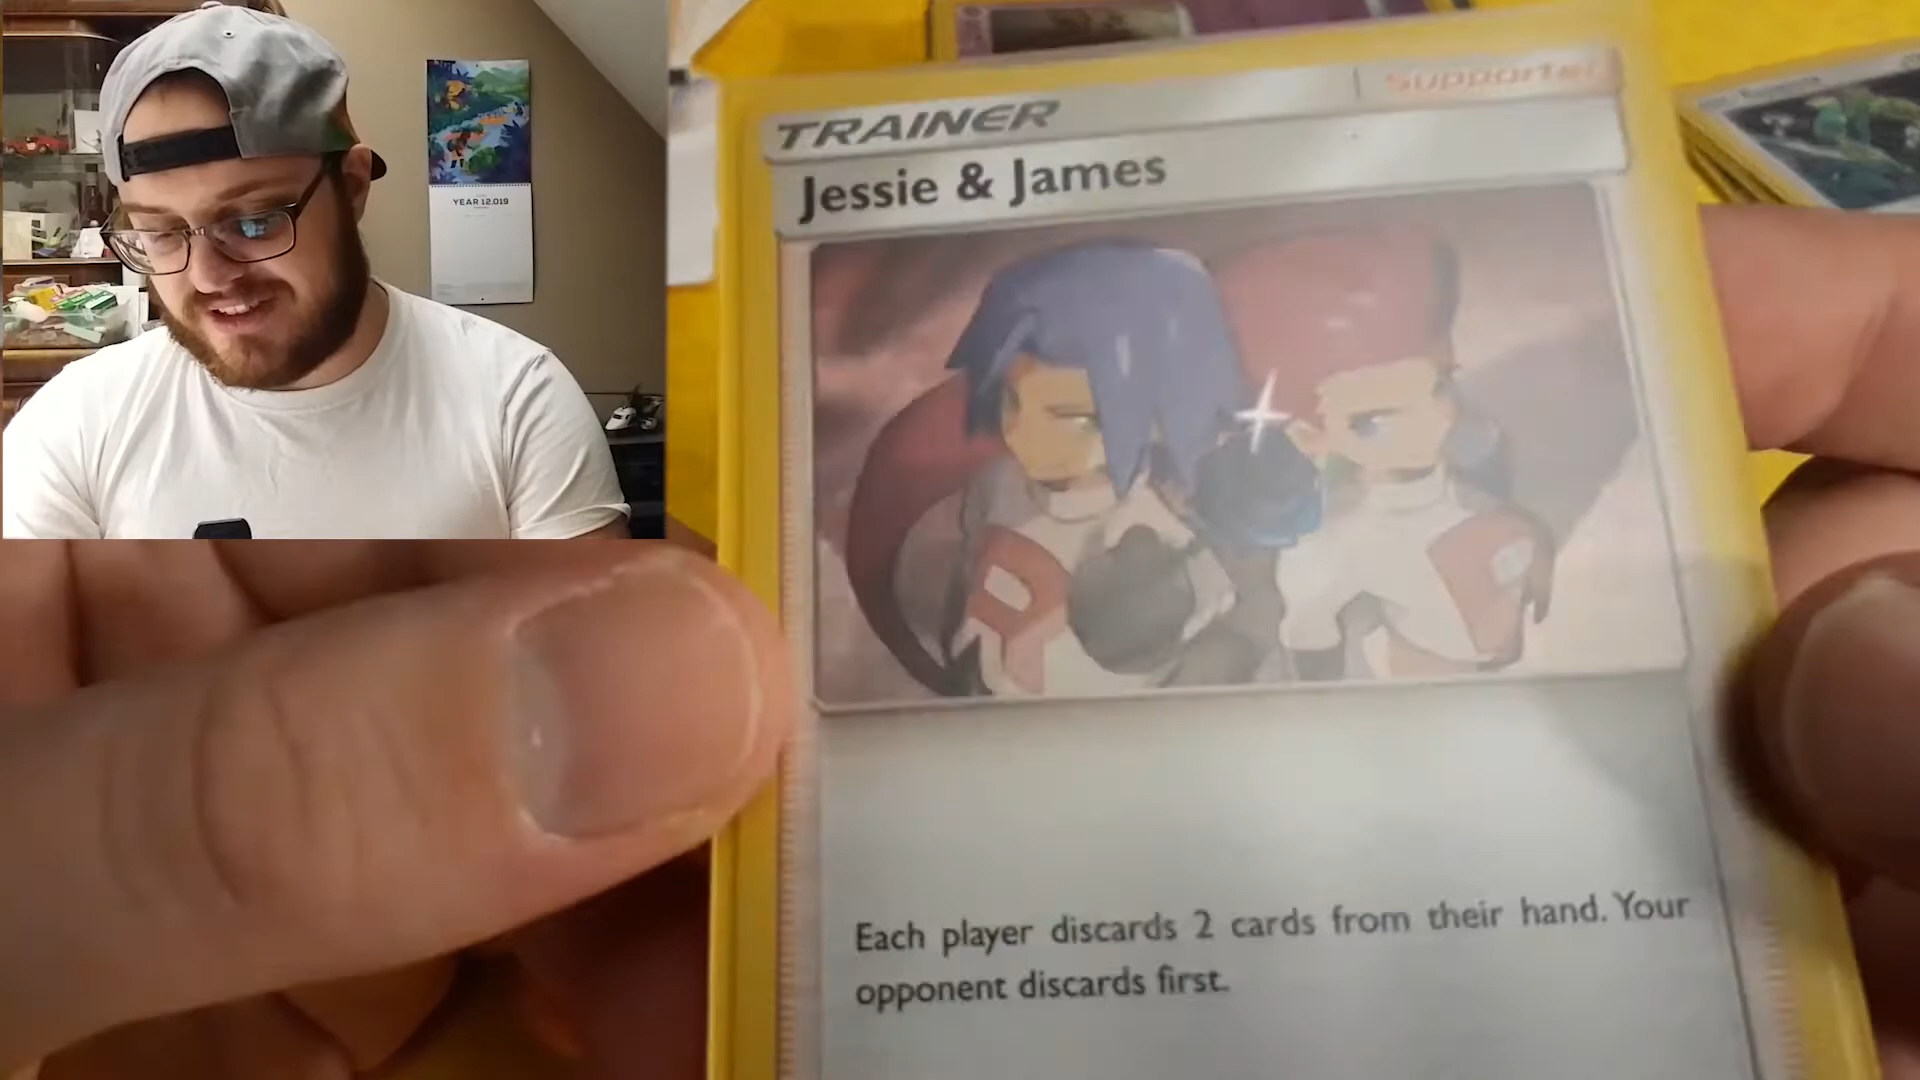 YEAR 12,019
TRAINER
Supporter
Jessie & James
R
Each player discards 2 cards from their hand. Your
opponent discards first.